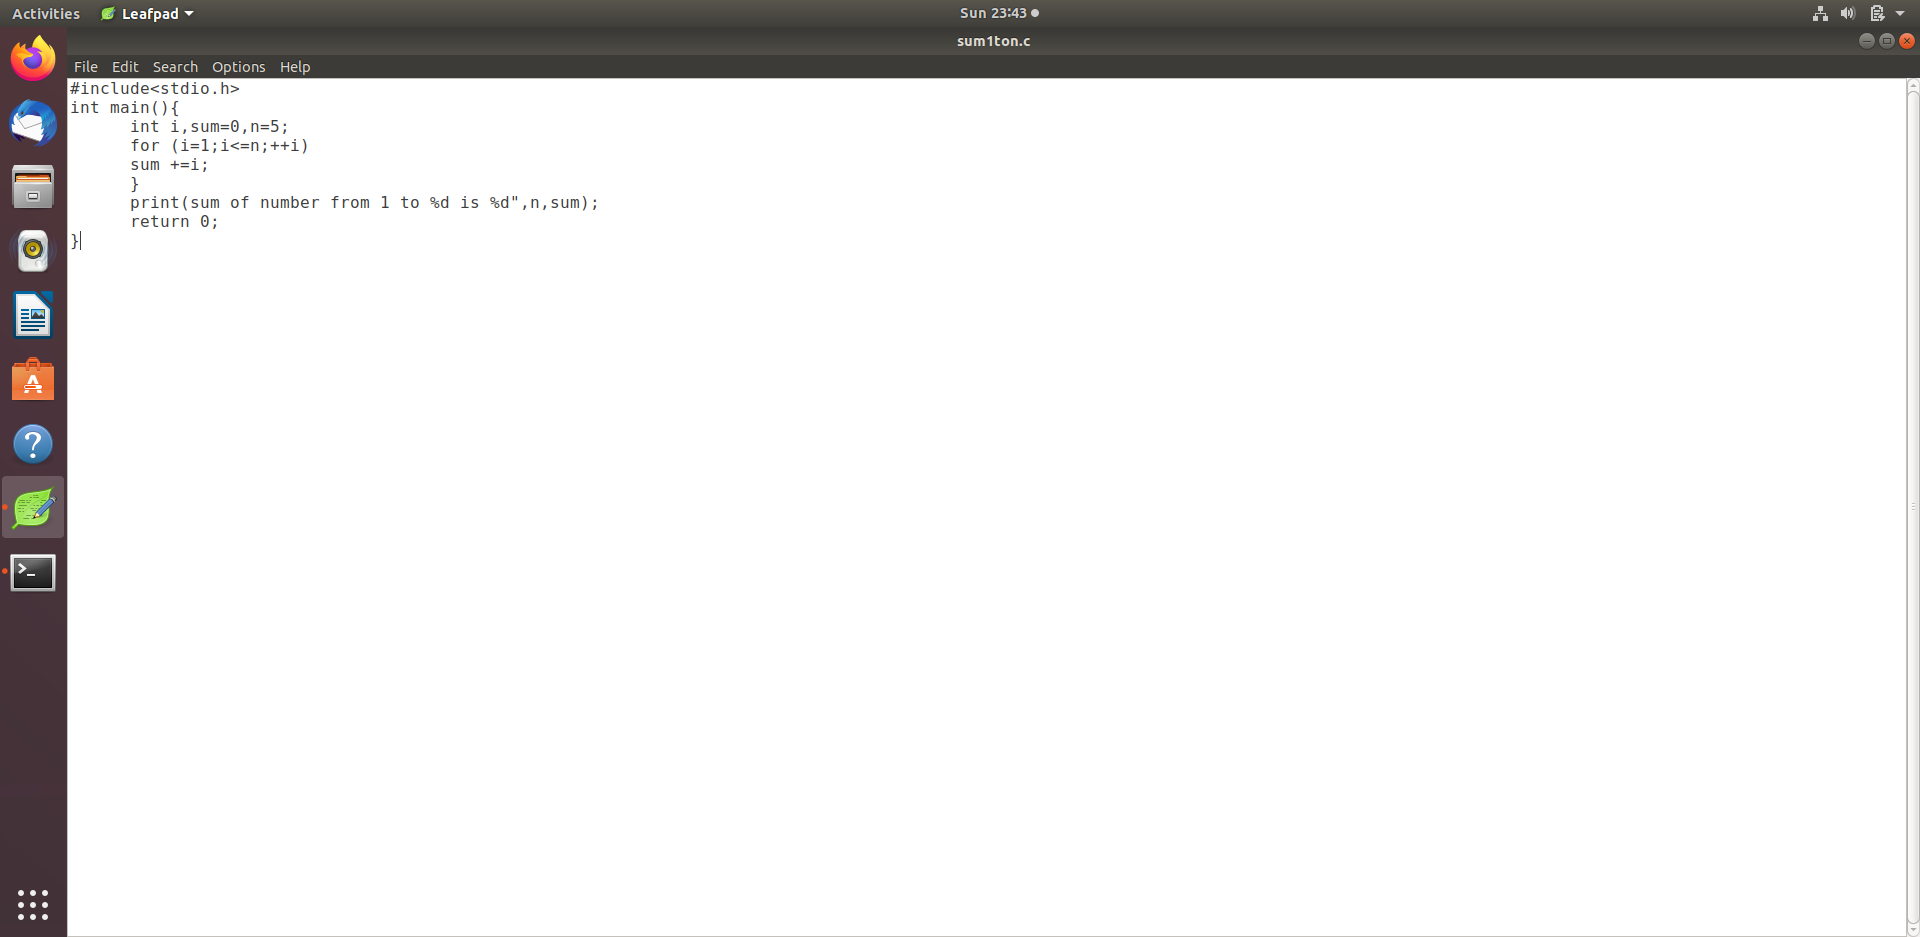 Activities Leafpad Sun 23:43
sum1ton.c
File Edit Search Options Help
#include<stdio.h>
int main(){
      int i,sum=0,n=5;
      for (i=1;i<=n;++i)
      sum +=i;
      }
      print(sum of number from 1 to %d is %d",n,sum);
      return 0;
}